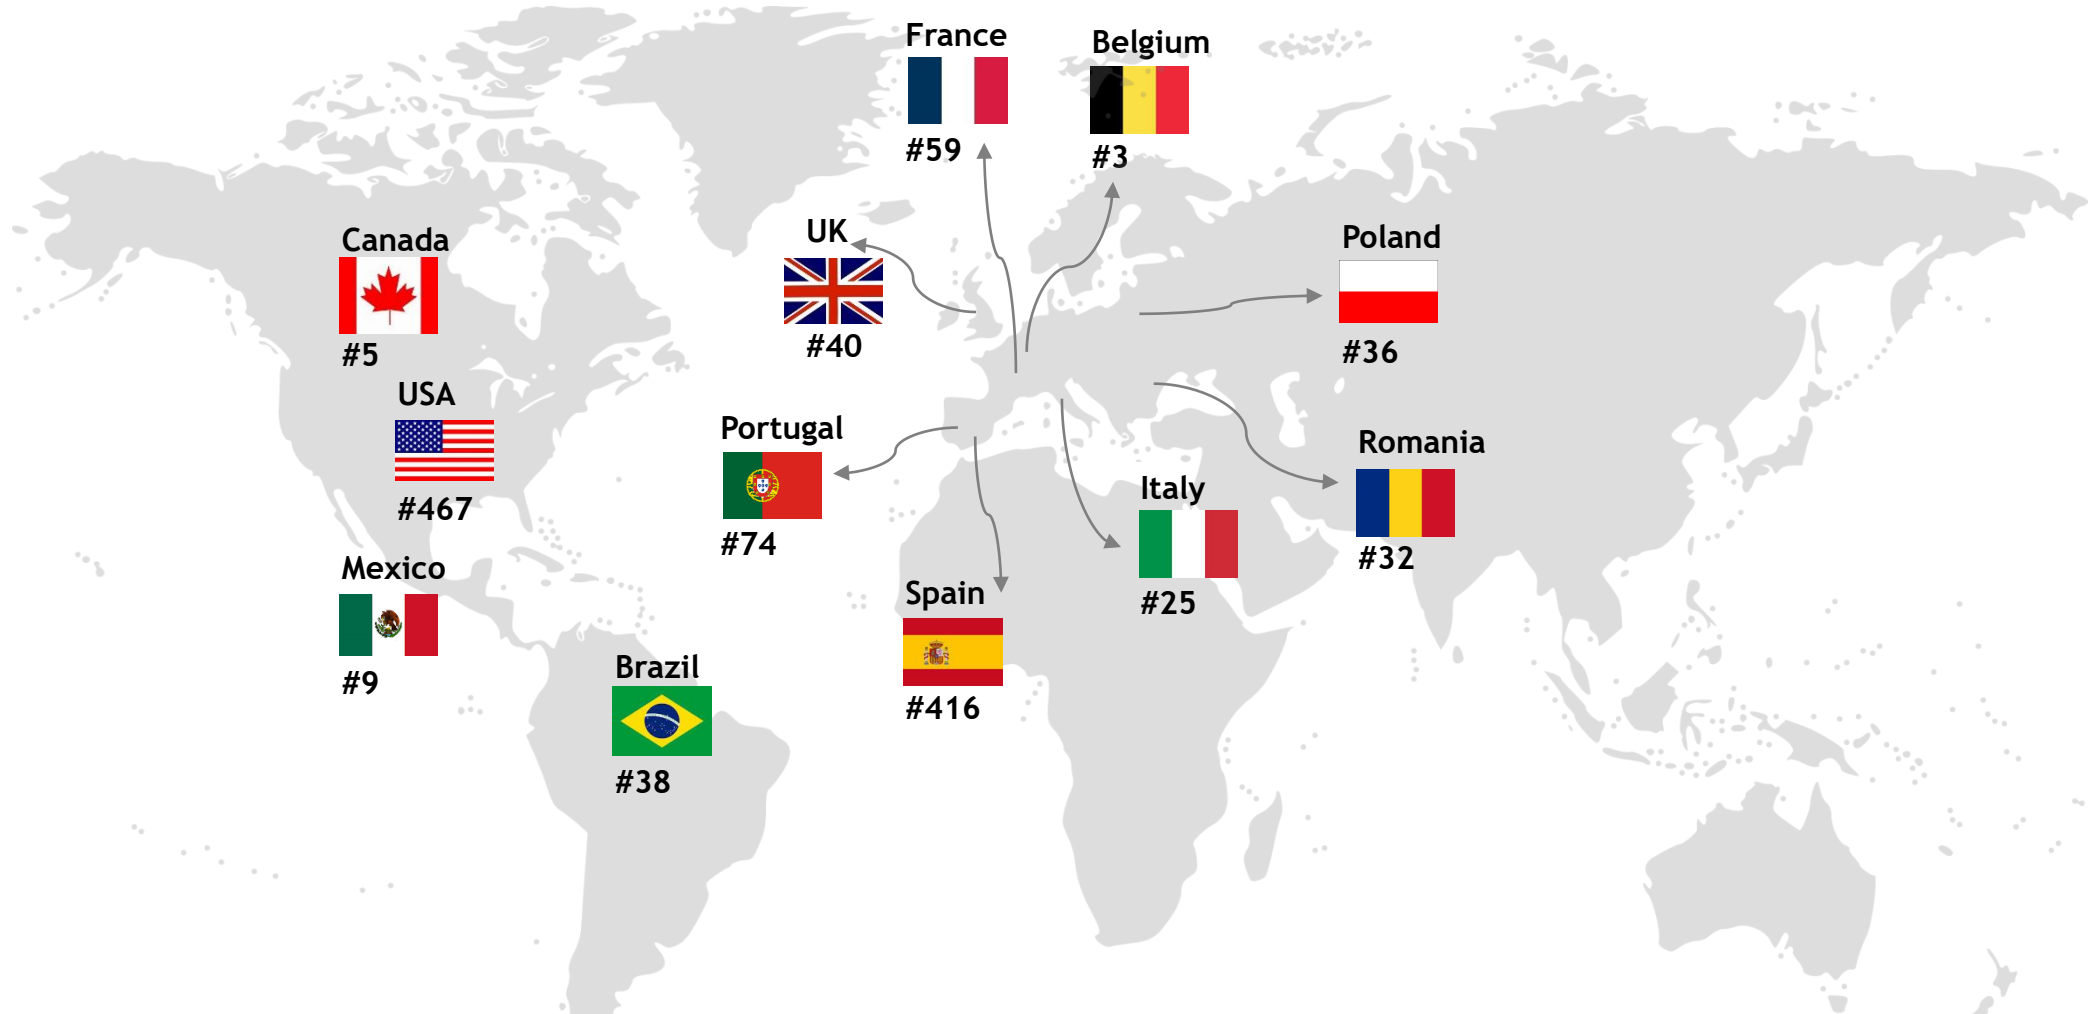 France
#59
Belgium
#3
UK
#40
Canada
#5
Poland
#36
USA
#467
Portugal
#74
Romania
#32
Italy
#25
Mexico
#9
Spain
#416
Brazil
#38